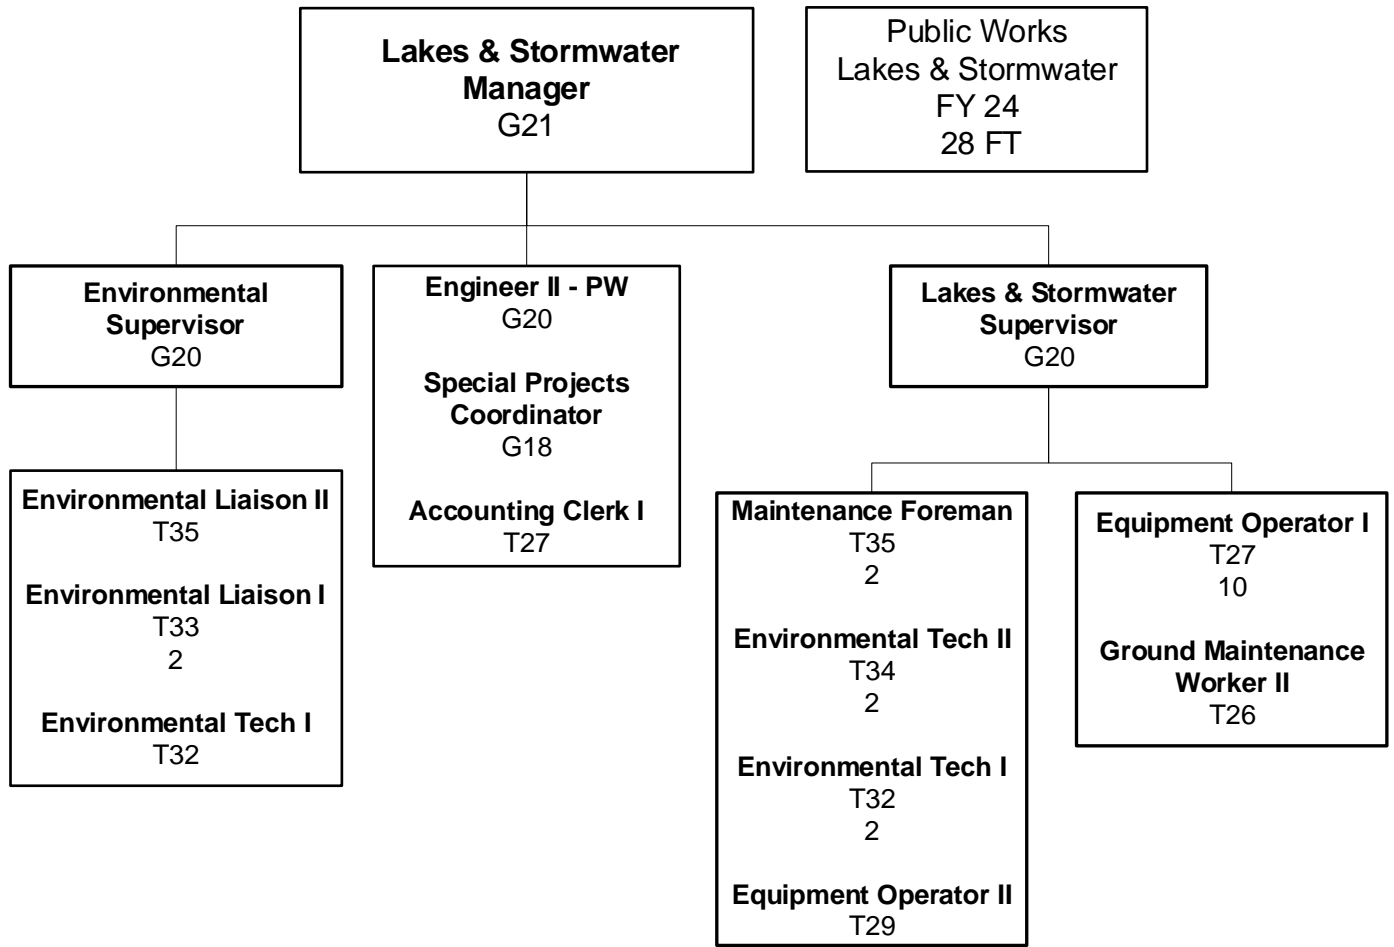 Lakes & Stormwater
Manager
G21
Public Works
Lakes & Stormwater
FY 24
28 FT
Environmental
Supervisor
G20
Engineer II - PW
G20
Special Projects
Coordinator
G18
Accounting Clerk I
T27
Lakes & Stormwater
Supervisor
G20
Environmental Liaison II
T35
Environmental Liaison I
T33
2
Environmental Tech I
T32
Maintenance Foreman
T35
2
Environmental Tech II
T34
2
Environmental Tech I
T32
2
Equipment Operator II
T29
Equipment Operator I
T27
10
Ground Maintenance
Worker II
T26